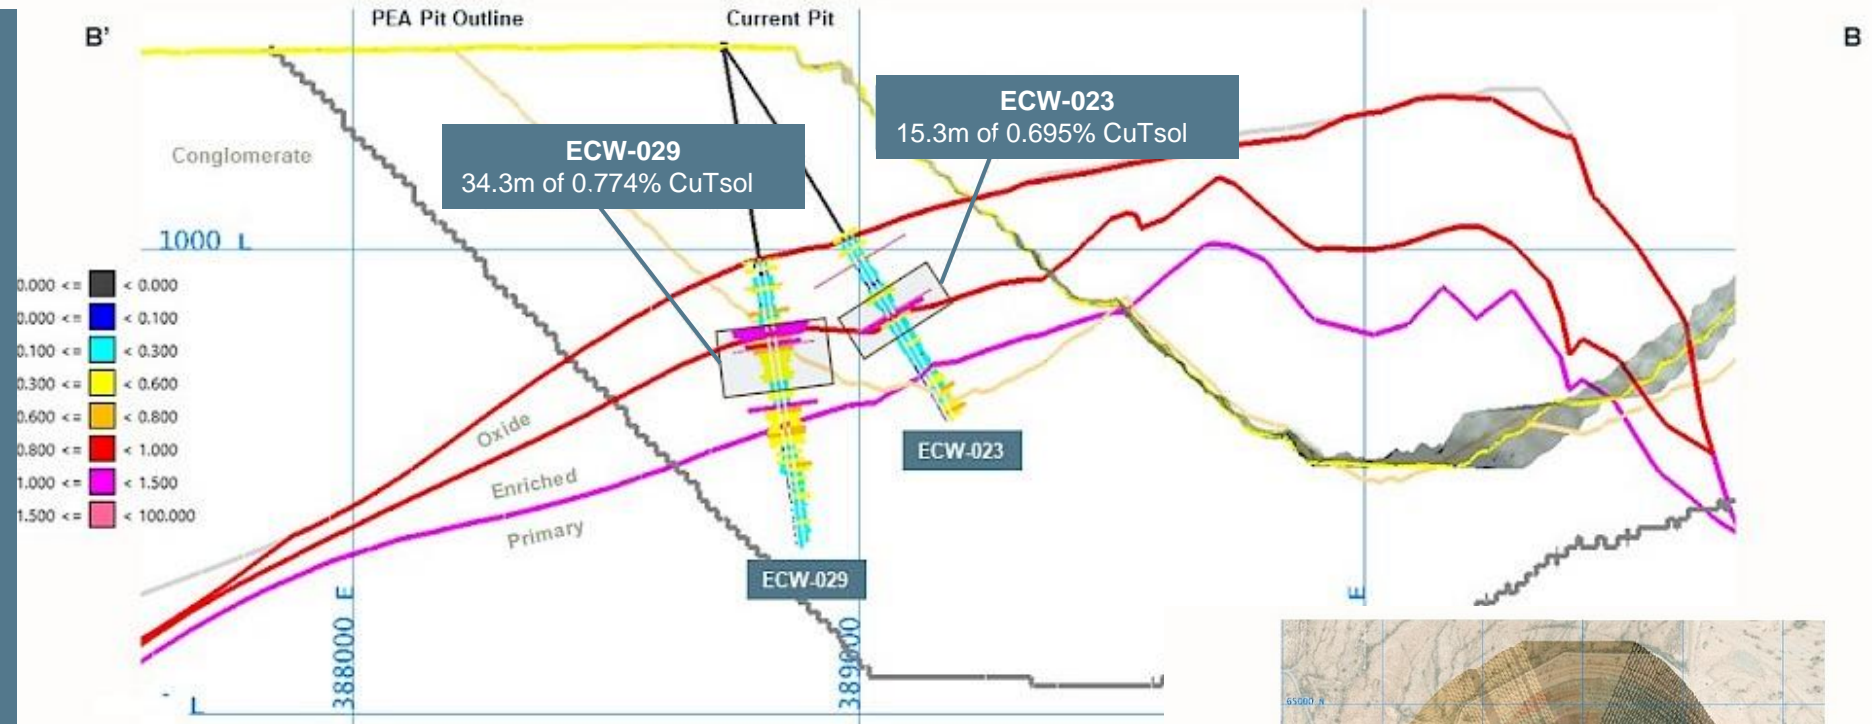 PEA Pit Outline
Current Pit
B'
B
ECW-023
15.3m of 0.695% CuTsol
ECW-029
34.3m of 0.774% CuTsol
Conglomerate
1000 L
0.000 <= < 0.000
0.000 <= < 0.100
0.100 <= < 0.300
0.300 <= < 0.600
0.600 <= < 0.800
0.800 <= < 1.000
1.000 <= < 1.500
1.500 <= < 100.000
Oxide
Enriched
Primary
ECW-023
ECW-029
388000 E
389000
E
- L
65000 N